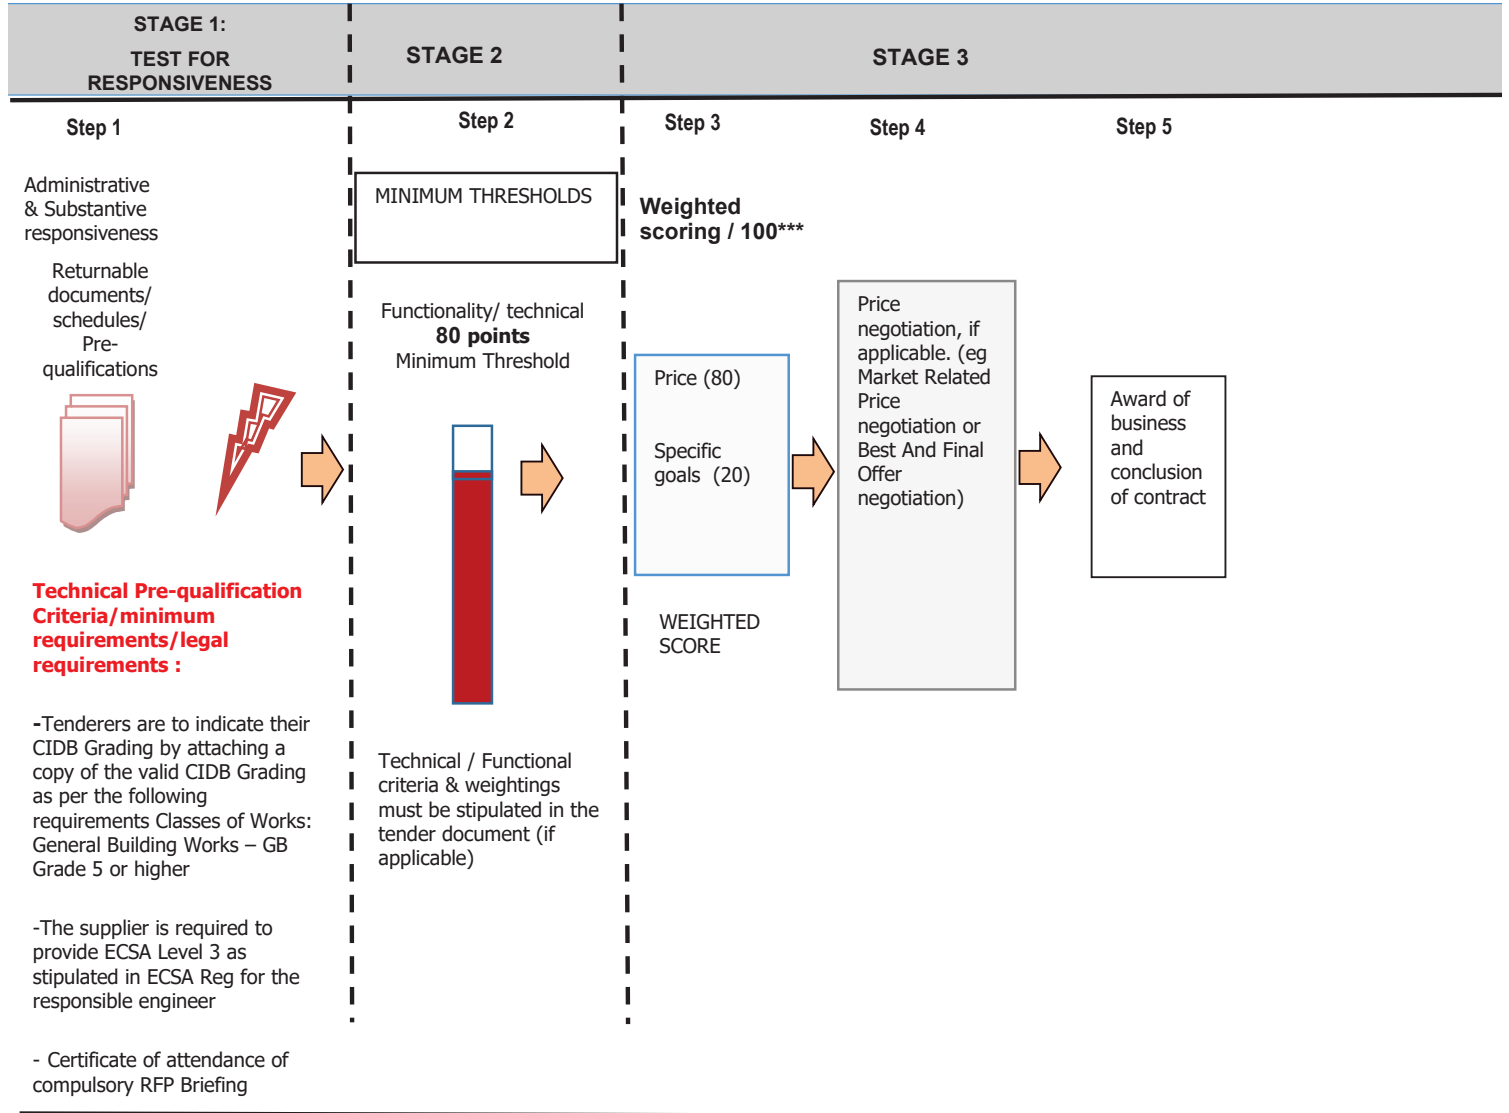 STAGE 1:
TEST FOR
RESPONSIVENESS
STAGE 2
STAGE 3
Step 1
Step 2
Step 3
Step 4
Step 5
Administrative
& Substantive
responsiveness
Returnable
documents/
schedules/
Pre-
qualifications
Technical Pre-qualification
Criteria/minimum
requirements/legal
requirements :
-Tenderers are to indicate their
CIDB Grading by attaching a
copy of the valid CIDB Grading
as per the following
requirements Classes of Works:
General Building Works – GB
Grade 5 or higher
-The supplier is required to
provide ECSA Level 3 as
stipulated in ECSA Reg for the
responsible engineer
- Certificate of attendance of
compulsory RFP Briefing
MINIMUM THRESHOLDS
Functionality/ technical
80 points
Minimum Threshold
Technical / Functional
criteria & weightings
must be stipulated in the
tender document (if
applicable)
Weighted
scoring / 100***
Price (80)
Specific
goals (20)
WEIGHTED
SCORE
Price
negotiation, if
applicable. (eg
Market Related
Price
negotiation or
Best And Final
Offer
negotiation)
Award of
business
and
conclusion
of contract